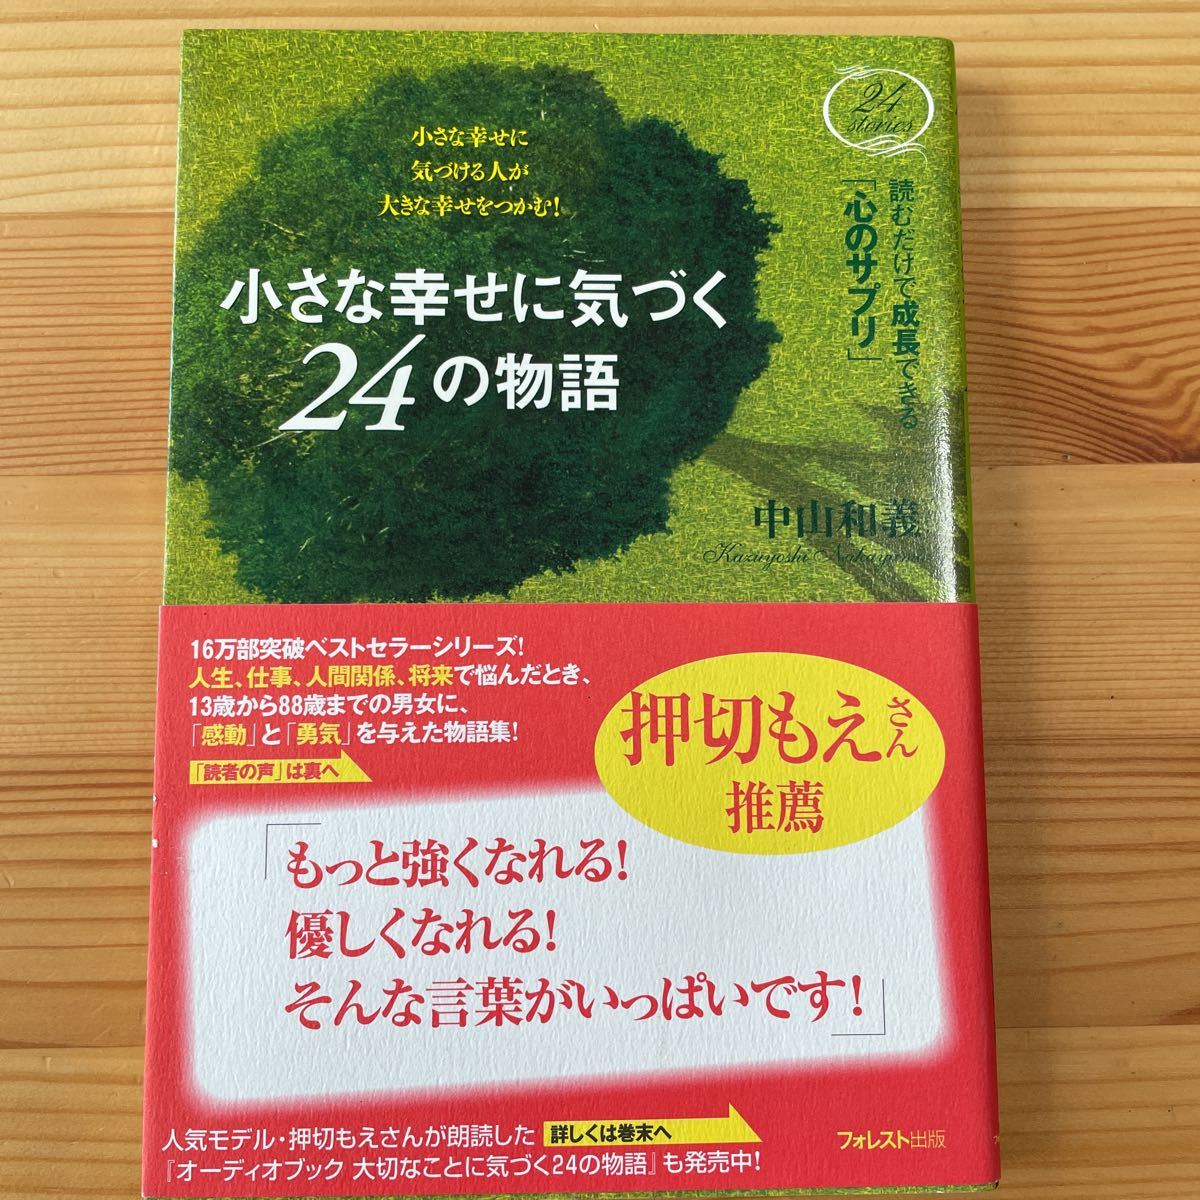 24
stories
読むだけで成長できる
「心のサプリ」
小さな幸せに
気づける人が
大きな幸せをつかむ!
小さな幸せに気づく
24の物語
中山和義
Kazuyoshi Nakayama
16万部突破ベストセラーシリーズ!
人生、仕事、人間関係、将来で悩んだとき、
13歳から88歳までの男女に、
「感動」と「勇気」を与えた物語集!
「読者の声」は裏へ
押切もえさん
推薦
「もっと強くなれる!
優しくなれる!
そんな言葉がいっぱいです!」
人気モデル・押切もえさんが朗読した
詳しくは巻末へ
『オーディオブック 大切なことに気づく24の物語』も発売中!
フォレスト出版